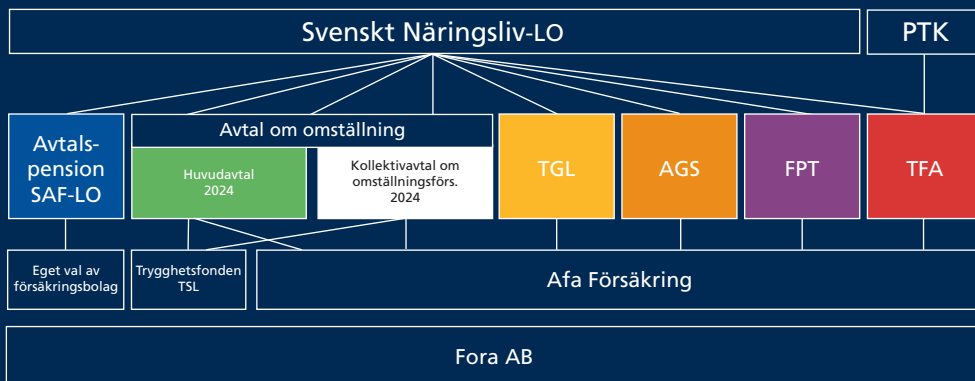 Svenskt Näringsliv-LO
PTK
Avtals-
pension
SAF-LO
Avtal om omställning
Huvudavtal
2024
Kollektivavtal om
omställningsförs.
2024
TGL
AGS
FPT
TFA
Eget val av
försäkringsbolag
Trygghetsfonden
TSL
Afa Försäkring
Fora AB